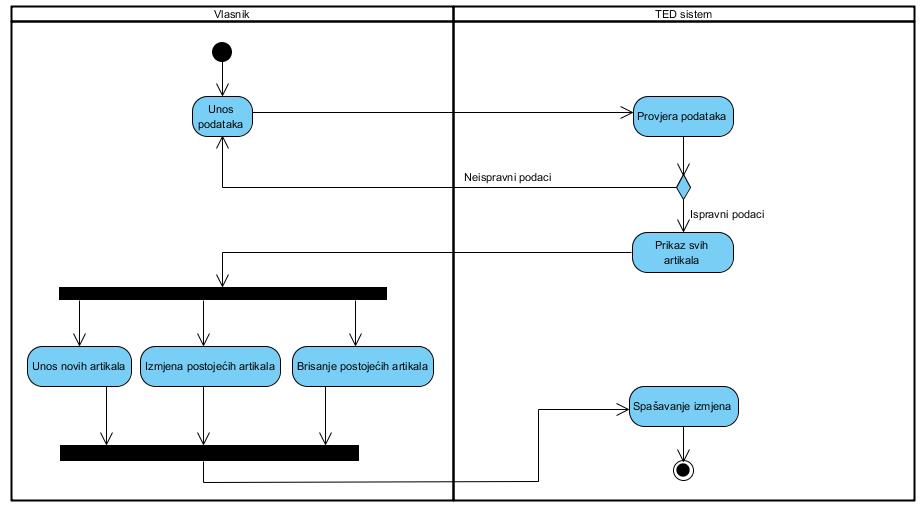 Vlasnik
TED sistem
Unos
podataka
Provjera podataka
Neispravni podaci
Ispravni podaci
Prikaz svih
artikala
Unos novih artikala
Izmjena postojećih artikala
Brisanje postojećih artikala
Spašavanje izmjena